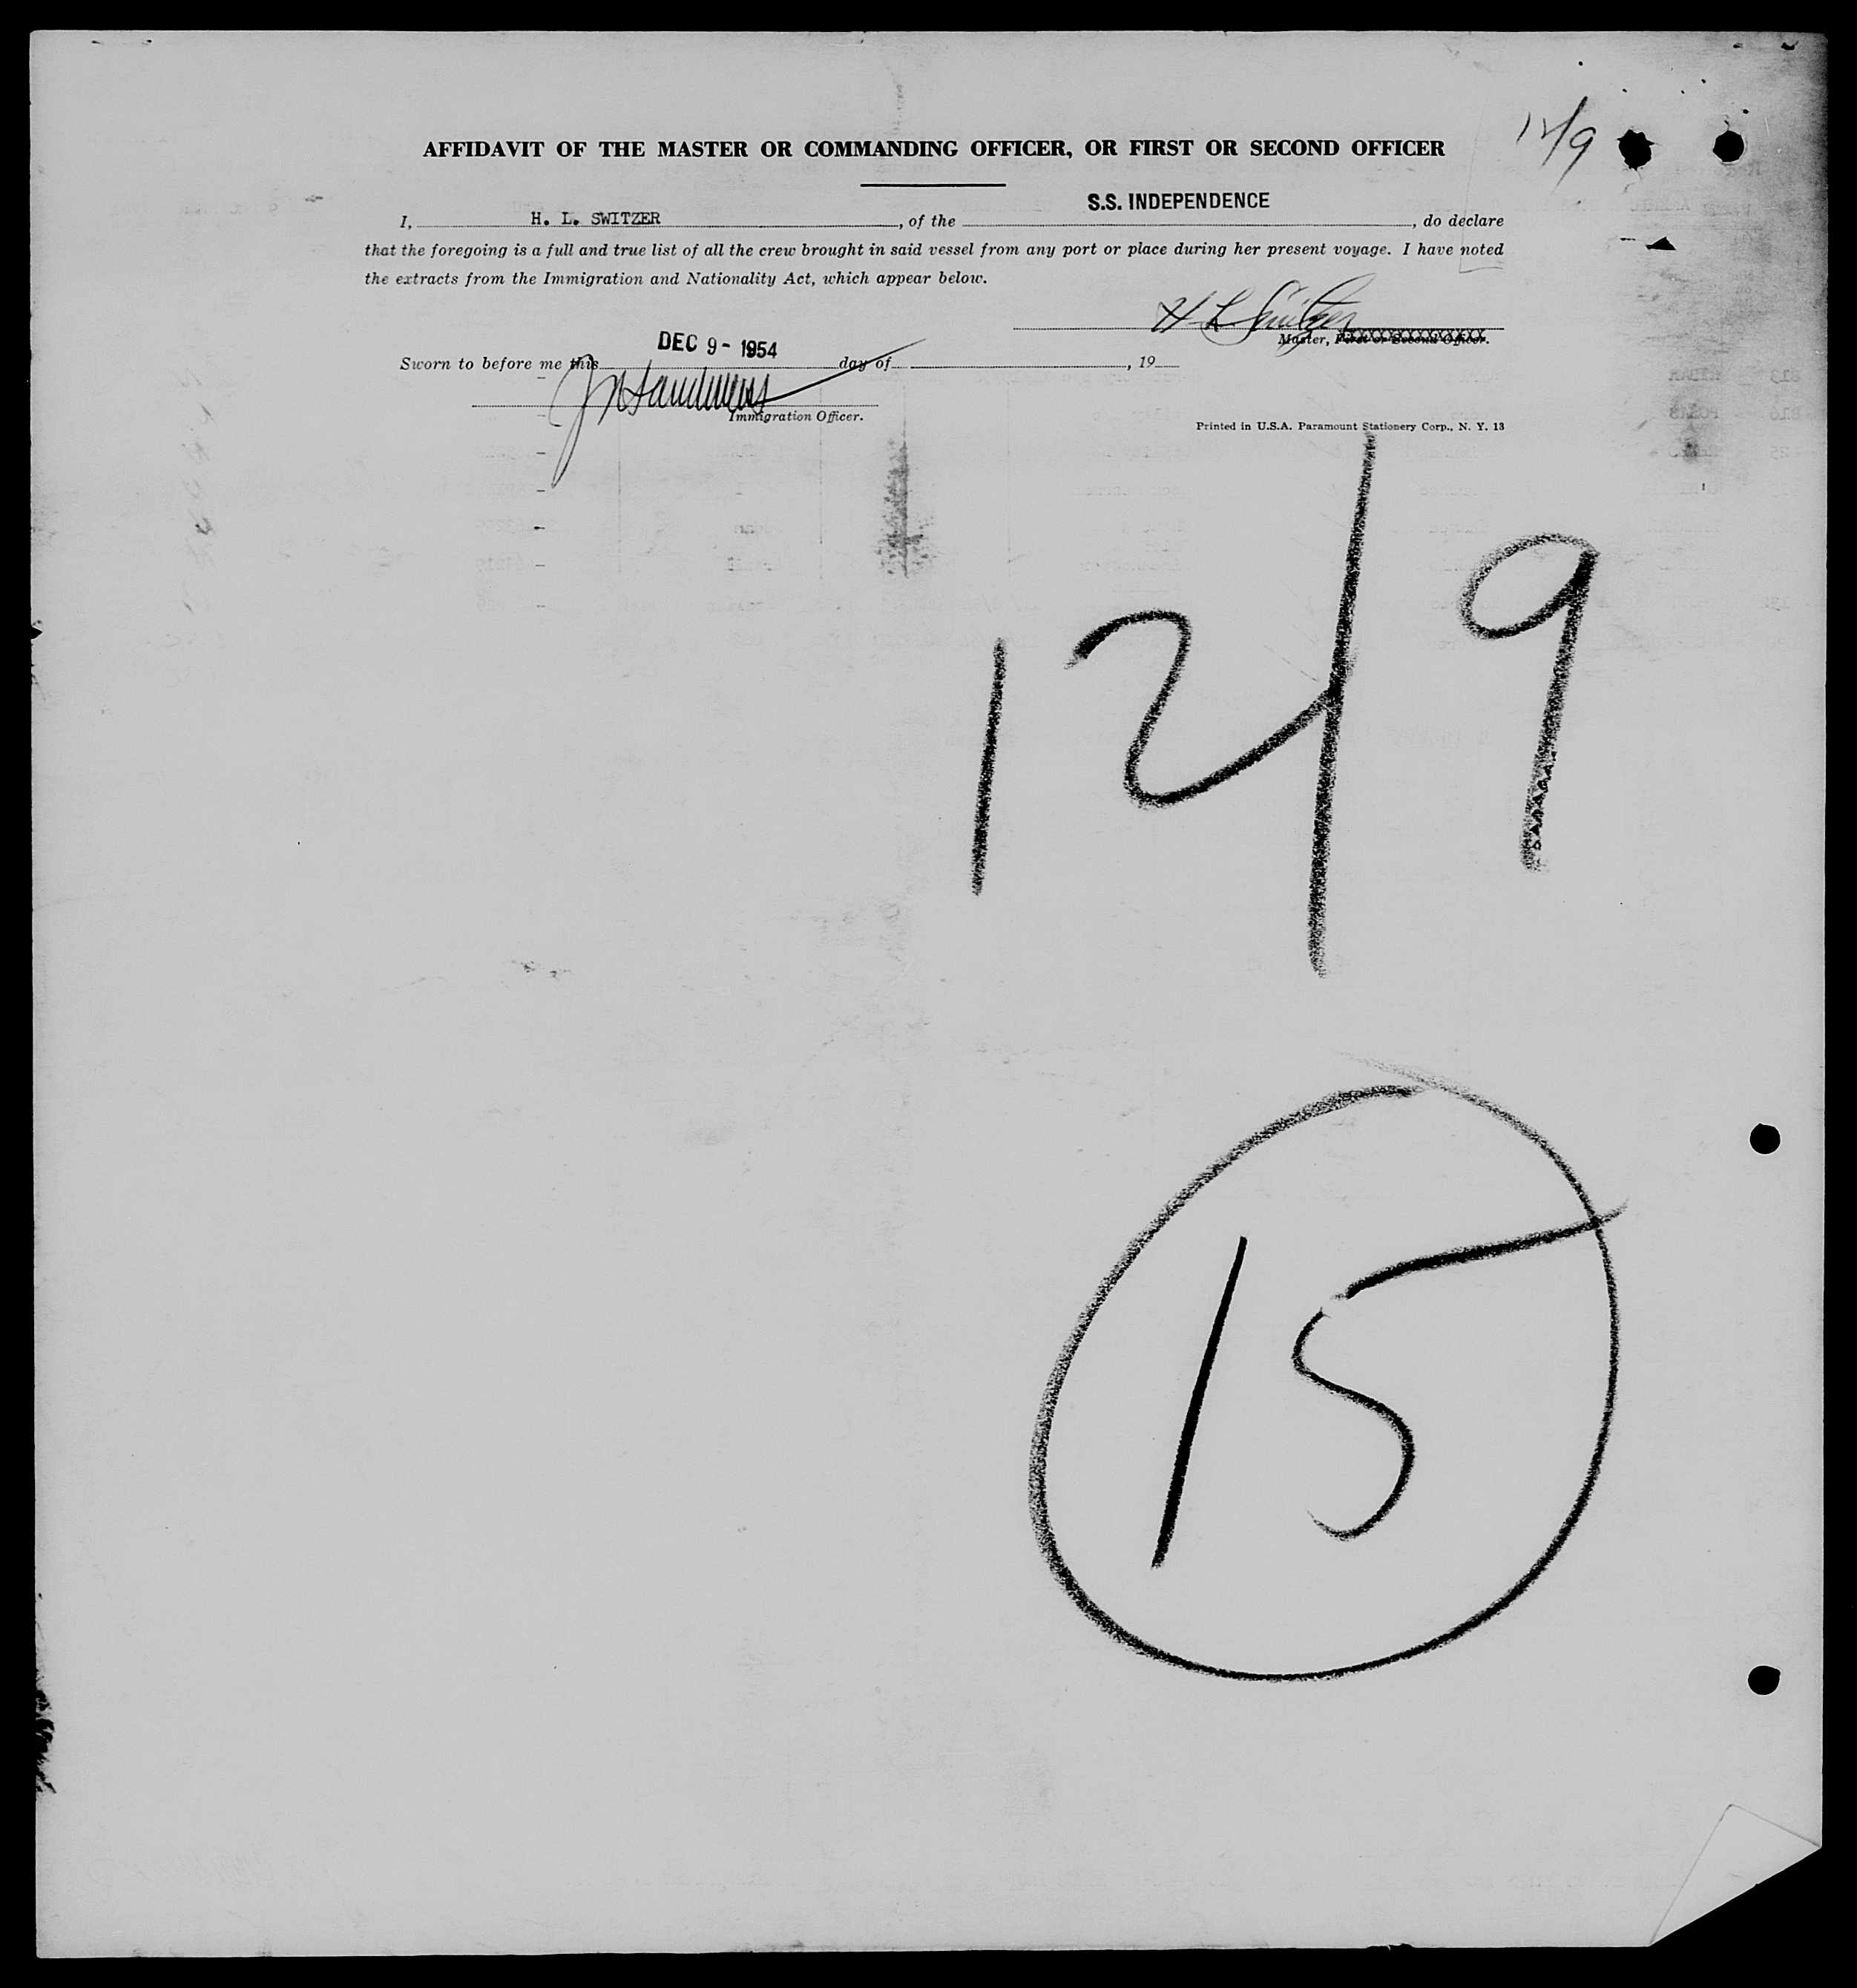 12/9
AFFIDAVIT OF THE MASTER OR COMMANDING OFFICER, OR FIRST OR SECOND OFFICER
S.S. INDEPENDENCE
I, H. L. SWITZER, of the , do declare
that the foregoing is a full and true list of all the crew brought in said vessel from any port or place during her present voyage. I have noted
the extracts from the Immigration and Nationality Act, which appear below.
H L Switzer
Master, First or Second Officer.
DEC 9 - 1954
Sworn to before me this day of , 19
Immigration Officer.
Printed in U.S.A. Paramount Stationery Corp., N. Y. 13
12/9
15